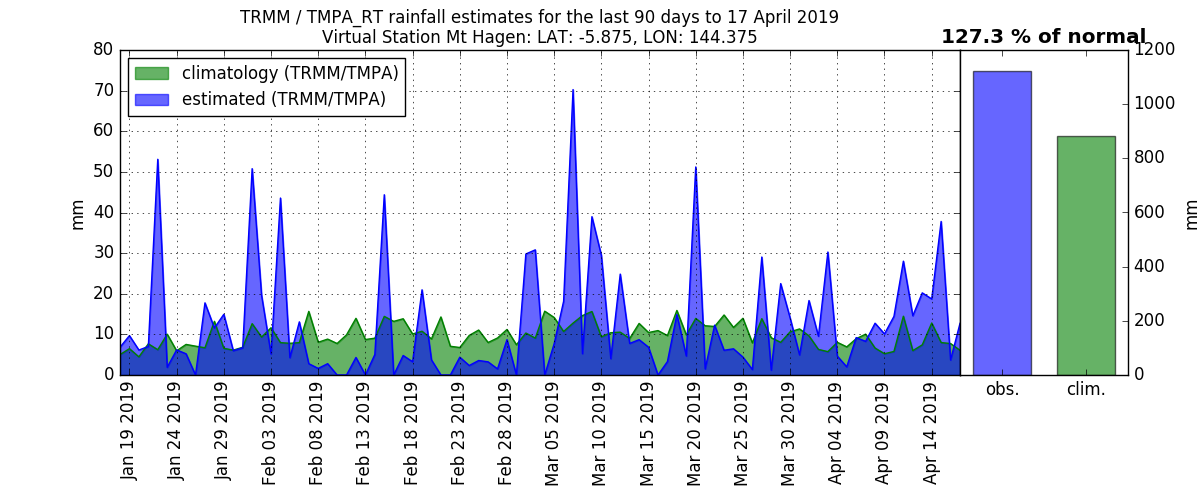 TRMM / TMPA_RT rainfall estimates for the last 90 days to 17 April 2019
Virtual Station Mt Hagen: LAT: -5.875, LON: 144.375
127.3 % of normal
climatology (TRMM/TMPA)
estimated (TRMM/TMPA)
mm
80
70
60
50
40
30
20
10
0
Jan 19 2019
Jan 24 2019
Jan 29 2019
Feb 03 2019
Feb 08 2019
Feb 13 2019
Feb 18 2019
Feb 23 2019
Feb 28 2019
Mar 05 2019
Mar 10 2019
Mar 15 2019
Mar 20 2019
Mar 25 2019
Mar 30 2019
Apr 04 2019
Apr 09 2019
Apr 14 2019
1200
1000
800
600
400
200
0
mm
obs.
clim.